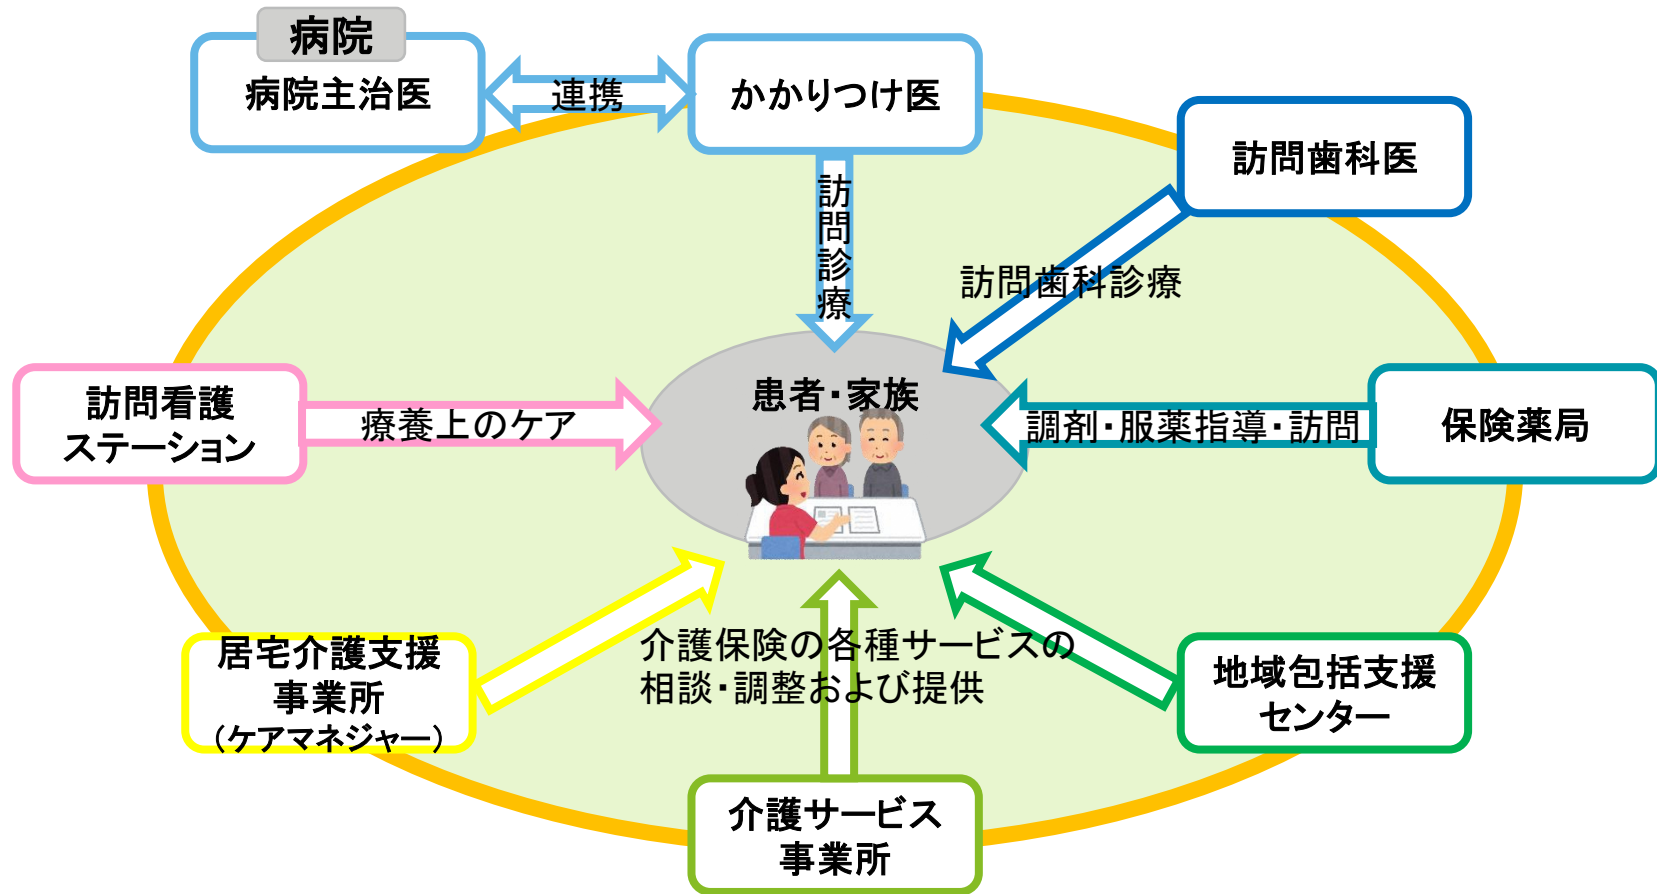 病院
病院主治医
連携
かかりつけ医
訪問歯科医
訪問診療
訪問歯科診療
患者・家族
訪問看護
ステーション
療養上のケア
調剤・服薬指導・訪問
保険薬局
居宅介護支援
事業所
（ケアマネジャー）
介護保険の各種サービスの
相談・調整および提供
地域包括支援
センター
介護サービス
事業所